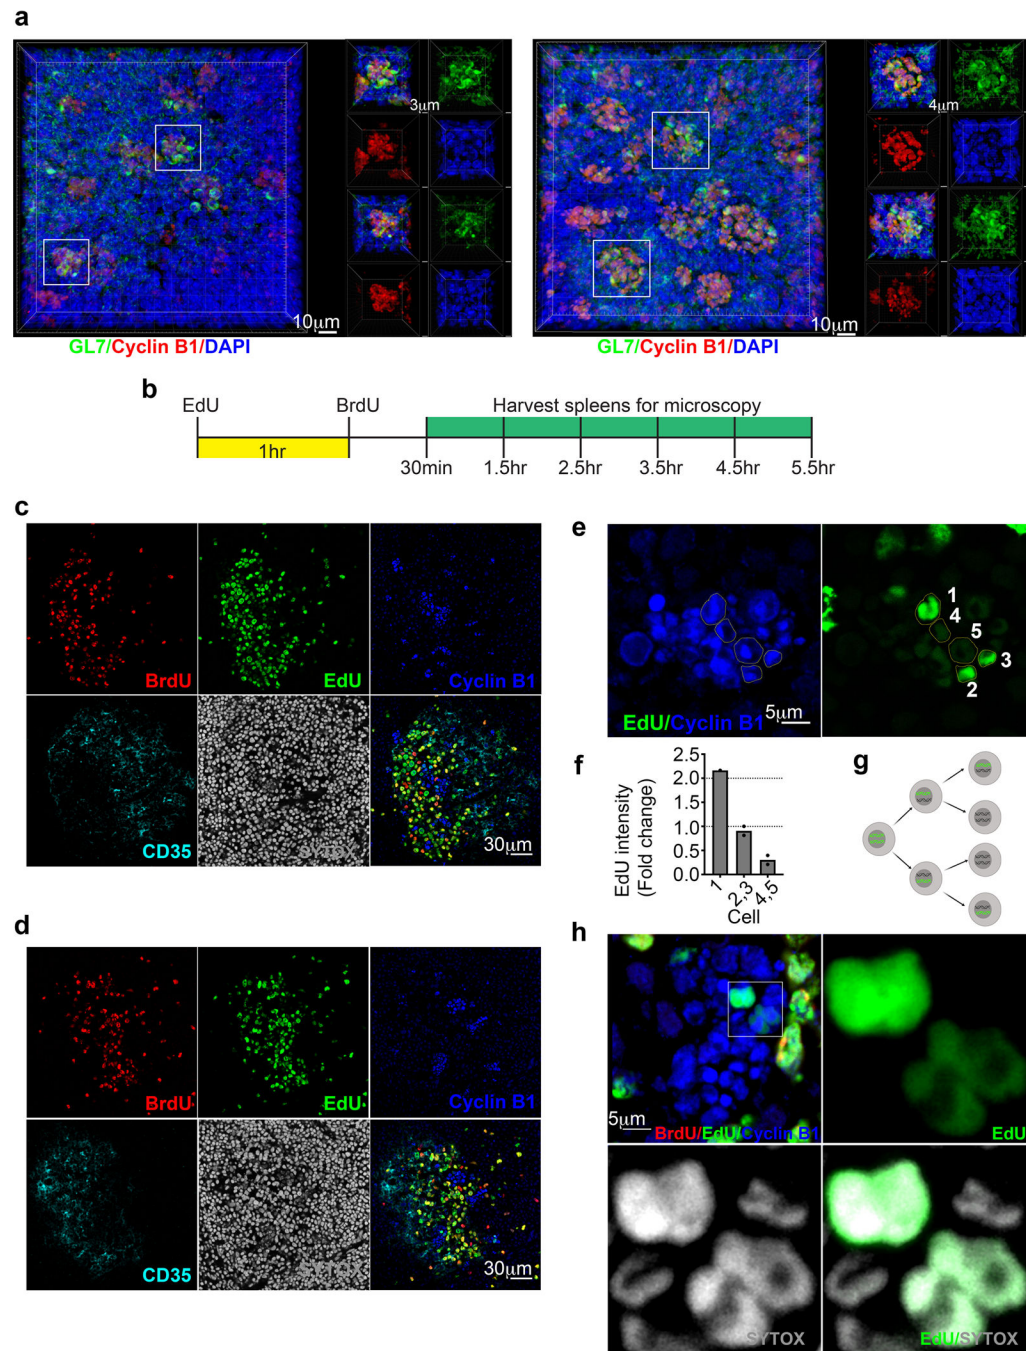 a
3μm
4μm
10μm
10μm
GL7/Cyclin B1/DAPI
GL7/Cyclin B1/DAPI
b
EdU
BrdU
Harvest spleens for microscopy
1hr
30min
1.5hr
2.5hr
3.5hr
4.5hr
5.5hr
c
BrdU
EdU
Cyclin B1
CD35
30μm
d
BrdU
EdU
Cyclin B1
CD35
SYTOX
30μm
e
EdU/Cyclin B1
5μm
1
4
5
3
2
f
EdU intensity
(Fold change)
2.5
2.0
1.5
1.0
0.5
0.0
1
2,3
4,5
Cell
g
h
5μm
BrdU/EdU/Cyclin B1
EdU
SYTOX
EdU/SYTOX